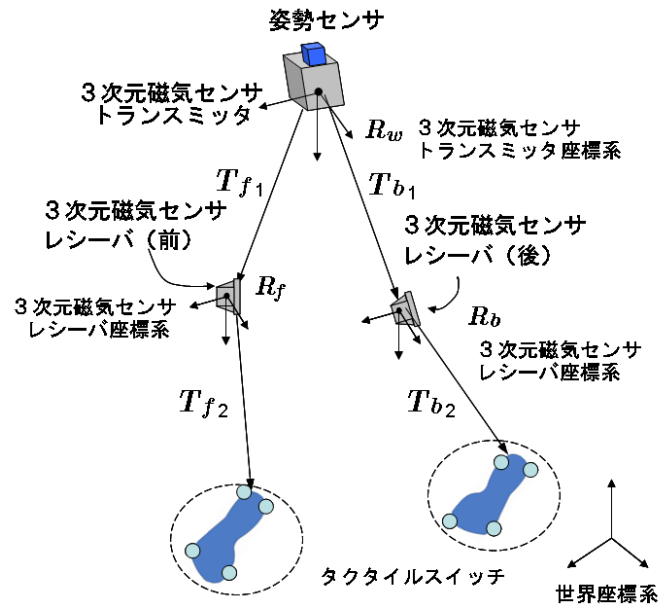 姿勢センサ
３次元磁気センサ
トランスミッタ
Rw
３次元磁気センサ
トランスミッタ座標系
Tf1
Tb1
３次元磁気センサ
レシーバ（前）
３次元磁気センサ
レシーバ（後）
Rf
３次元磁気センサ
レシーバ座標系
Rb
３次元磁気センサ
レシーバ座標系
Tf2
Tb2
タクタイルスイッチ
世界座標系